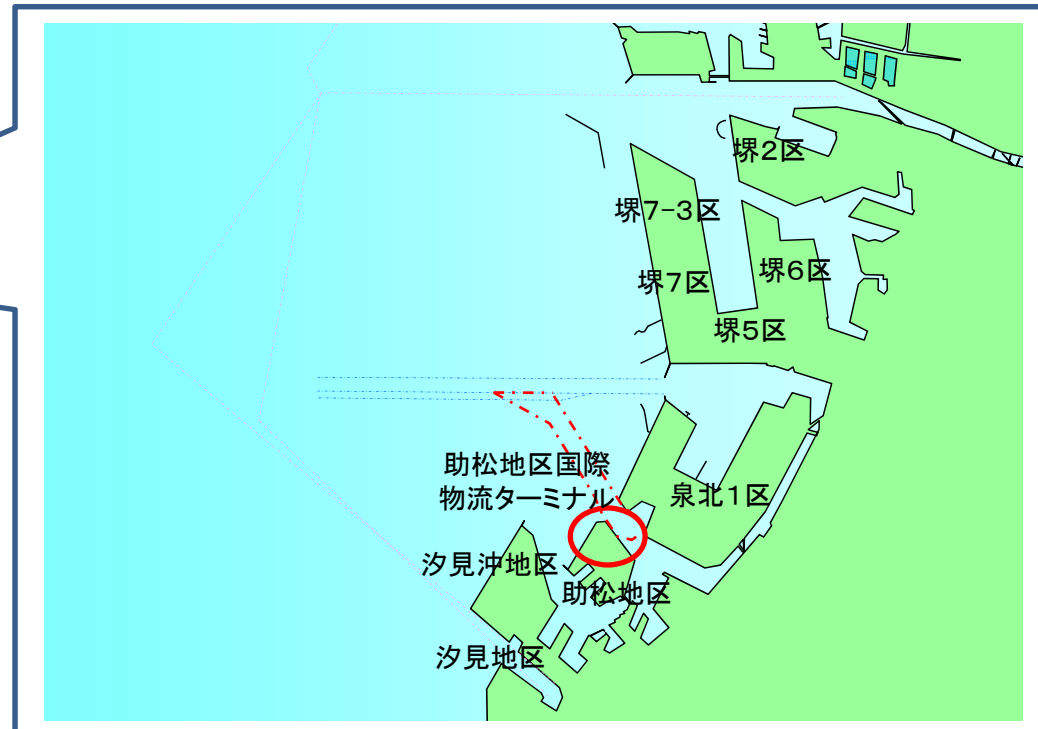 堺2区
堺7-3区
堺6区
堺7区
堺5区
助松地区国際
物流ターミナル
泉北1区
汐見沖地区
助松地区
汐見地区